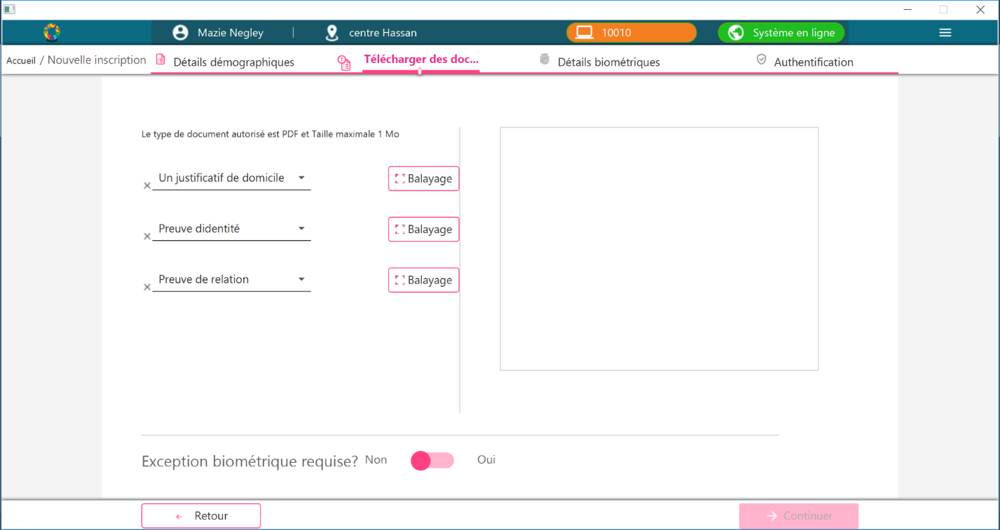 Mazie Negley | centre Hassan 10010 Système en ligne
Accueil / Nouvelle inscription Détails démographiques Télécharger des doc... Détails biométriques Authentification
Le type de document autorisé est PDF et Taille maximale 1 Mo
Un justificatif de domicile Balayage
Preuve didentité Balayage
Preuve de relation Balayage
Exception biométrique requise? Non Oui
Retour Continuer